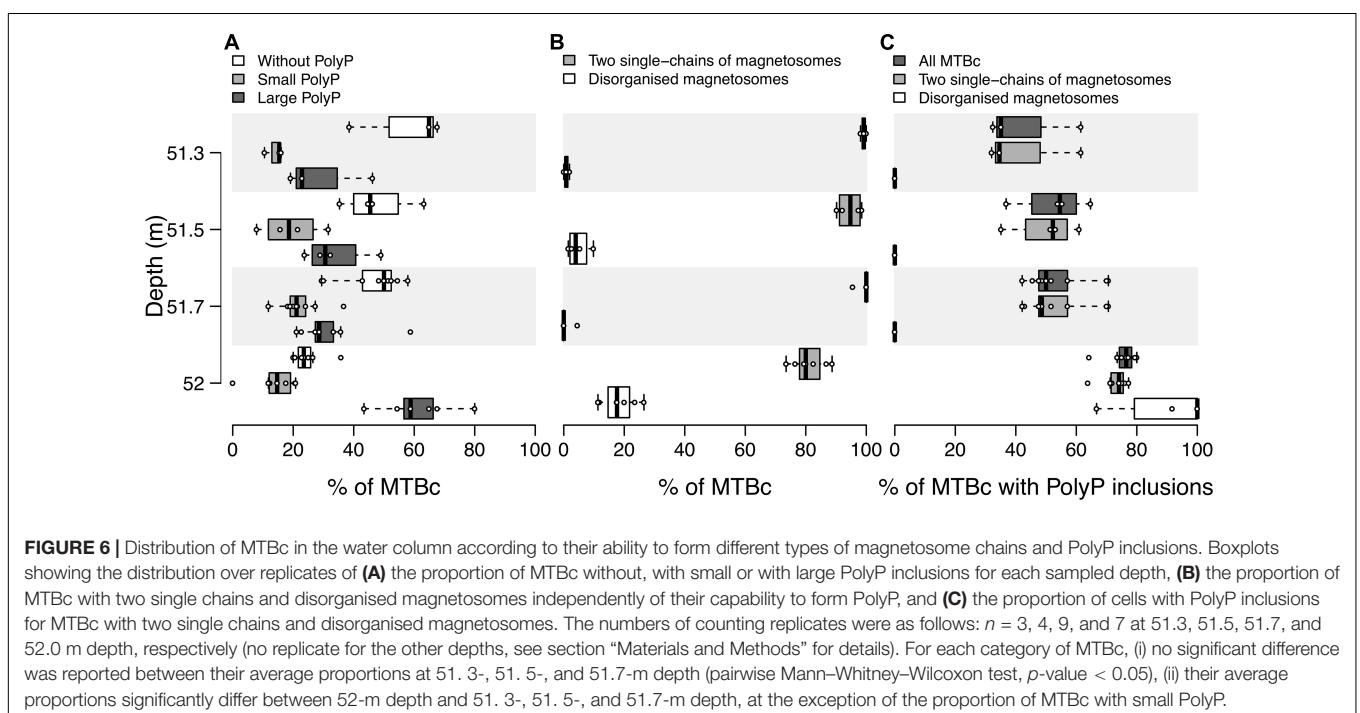 A
Without PolyP
Small PolyP
Large PolyP
B
Two single−chains of magnetosomes
Disorganised magnetosomes
C
All MTBc
Two single−chains of magnetosomes
Disorganised magnetosomes
Depth (m)
51.3
51.5
51.7
52
0 20 40 60 80 100
% of MTBc
0 20 40 60 80 100
% of MTBc
0 20 40 60 80 100
% of MTBc with PolyP inclusions
FIGURE 6 | Distribution of MTBc in the water column according to their ability to form different types of magnetosome chains and PolyP inclusions. Boxplots
showing the distribution over replicates of (A) the proportion of MTBc without, with small or with large PolyP inclusions for each sampled depth, (B) the proportion of
MTBc with two single chains and disorganised magnetosomes independently of their capability to form PolyP, and (C) the proportion of cells with PolyP inclusions
for MTBc with two single chains and disorganised magnetosomes. The numbers of counting replicates were as follows: n = 3, 4, 9, and 7 at 51.3, 51.5, 51.7, and
52.0 m depth, respectively (no replicate for the other depths, see section “Materials and Methods” for details). For each category of MTBc, (i) no significant difference
was reported between their average proportions at 51. 3-, 51. 5-, and 51.7-m depth (pairwise Mann–Whitney–Wilcoxon test, p-value < 0.05), (ii) their average
proportions significantly differ between 52-m depth and 51. 3-, 51. 5-, and 51.7-m depth, at the exception of the proportion of MTBc with small PolyP.